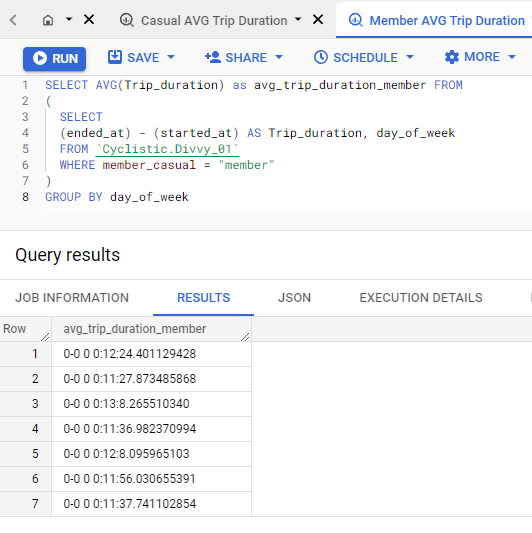 Casual AVG Trip Duration Member AVG Trip Duration
RUN SAVE SHARE SCHEDULE MORE
1 SELECT AVG(Trip_duration) as avg_trip_duration_member FROM
2 (
3 SELECT
4 (ended_at) - (started_at) AS Trip_duration, day_of_week
5 FROM `Cyclistic.Divvy_01`
6 WHERE member_casual = "member"
7 )
8 GROUP BY day_of_week
Query results
JOB INFORMATION RESULTS JSON EXECUTION DETAILS
Row avg_trip_duration_member
1 0-0 0 0:12:24.401129428
2 0-0 0 0:11:27.873485868
3 0-0 0 0:13:8.265510340
4 0-0 0 0:11:36.982370994
5 0-0 0 0:12:8.095965103
6 0-0 0 0:11:56.030655391
7 0-0 0 0:11:37.741102854